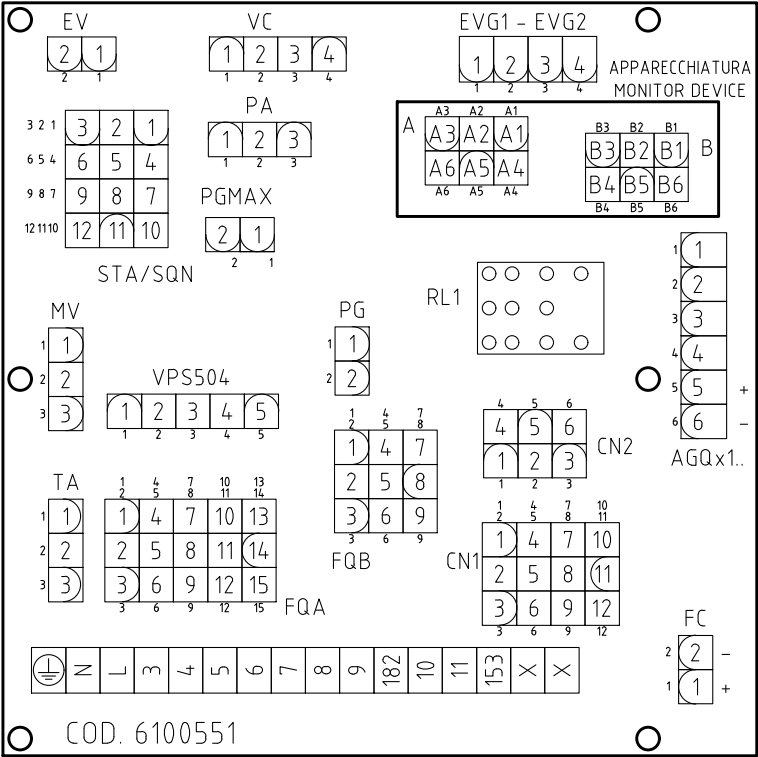 EV
2 1
2 1
VC
1 2 3 4
1 2 3 4
EVG1 - EVG2
1 2 3 4
1 2 3 4
APPARECCHIATURA
MONITOR DEVICE
PA
1 2 3
1 2 3
3 2 1 3 2 1
6 5 4 6 5 4
9 8 7 9 8 7
12 11 10 12 11 10
STA/SQN
PGMAX
2 1
2 1
A
A3 A2 A1
A3 A2 A1
A6 A5 A4
A6 A5 A4
B
B3 B2 B1
B3 B2 B1
B4 B5 B6
B4 B5 B6
RL1
1 1
2 2
3 3
4 4
5 5 +
6 6 -
AGQx1..
MV
1 1
2 2
3 3
VPS504
1 2 3 4 5
1 2 3 4 5
PG
1 1
2 2
1 4 7
2 5 8
1 4 7
2 5 8
3 6 9
3 6 9
FQB
4 5 6
4 5 6
1 2 3
1 2 3
CN2
TA
1 1
2 2
3 3
1 4 7 10 13
2 5 8 11 14
1 4 7 10 13
2 5 8 11 14
3 6 9 12 15
3 6 9 12 15
FQA
CN1
1 4 7 10
2 5 8 11
1 4 7 10
2 5 8 11
3 6 9 12
3 6 9 12
FC
2 2 -
1 1 +
N L 3 4 5 6 7 8 9 182 10 11 153 X X
COD. 6100551